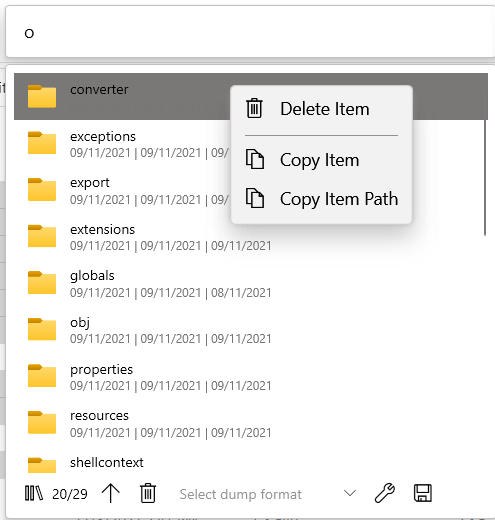 o
converter
Delete Item
exceptions
09/11/2021 | 09/11/2021 | 09/
Copy Item
export
09/11/2021 | 09/11/2021 | 09/
Copy Item Path
extensions
09/11/2021 | 09/11/2021 | 09/11/2021
globals
09/11/2021 | 09/11/2021 | 08/11/2021
obj
09/11/2021 | 09/11/2021 | 09/11/2021
properties
09/11/2021 | 09/11/2021 | 09/11/2021
resources
09/11/2021 | 09/11/2021 | 09/11/2021
shellcontext
20/29
Select dump format